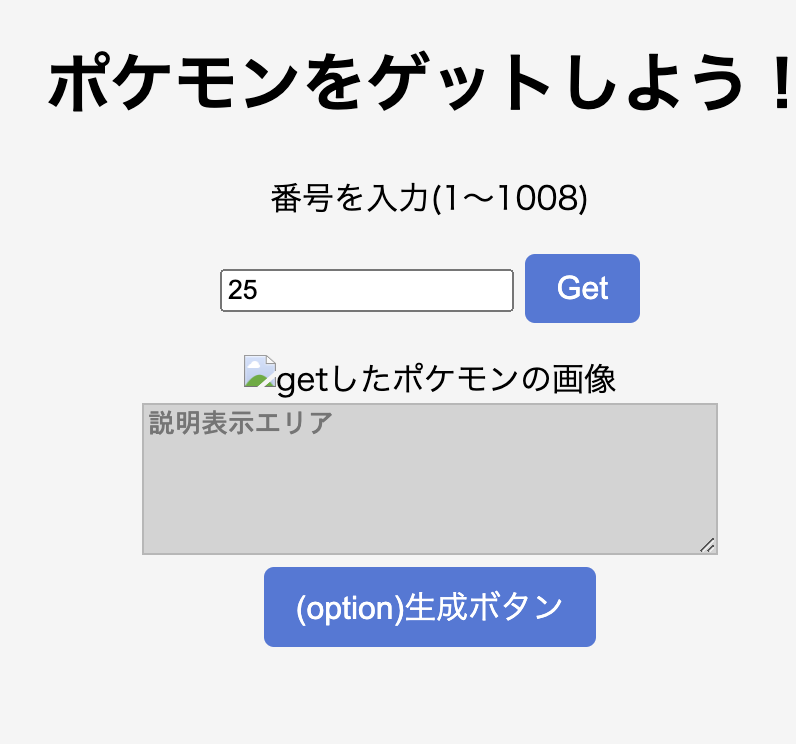 ポケモンをゲットしよう！
番号を入力(1〜1008)
25 Get
getしたポケモンの画像
説明表示エリア
(option)生成ボタン